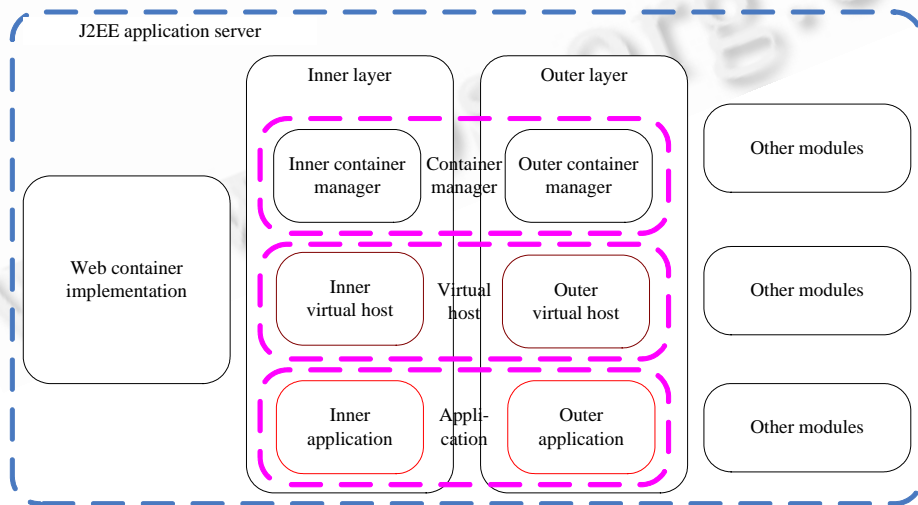 J2EE application server
Inner layer
Outer layer
Inner container
manager
Container
manager
Outer container
manager
Other modules
Web container
implementation
Inner
virtual host
Virtual
host
Outer
virtual host
Other modules
Inner
application
Appli-
cation
Outer
application
Other modules